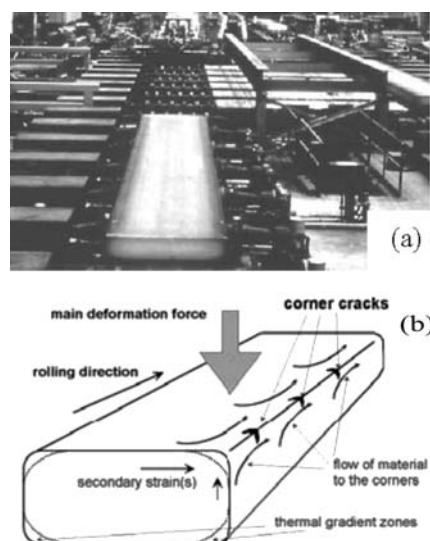 (a)
main deformation force
corner cracks
(b)
rolling direction
secondary strain(s)
flow of material
to the corners
thermal gradient zones